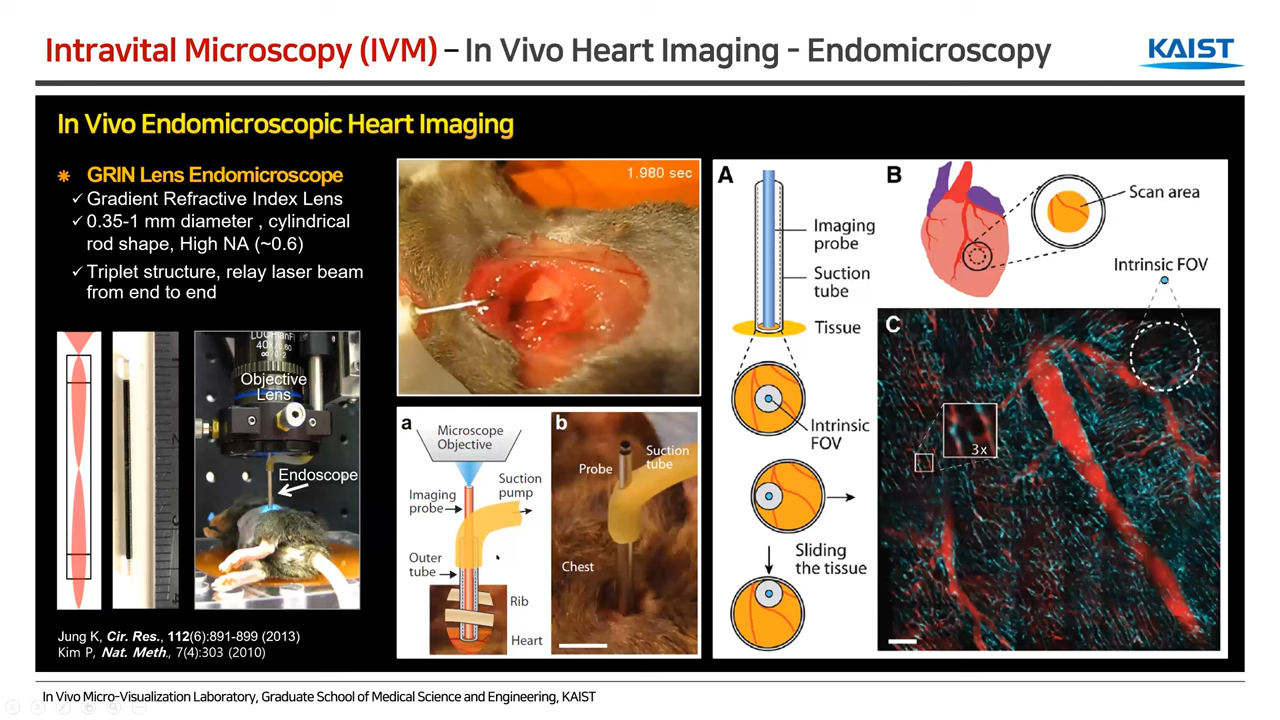 Intravital Microscopy (IVM) – In Vivo Heart Imaging - Endomicroscopy
KAIST
In Vivo Endomicroscopic Heart Imaging
GRIN Lens Endomicroscope
✓ Gradient Refractive Index Lens
✓ 0.35-1 mm diameter , cylindrical
rod shape, High NA (~0.6)
✓ Triplet structure, relay laser beam
from end to end
40x/0.60
∞/0-2
Objective
Lens
Endoscope
Jung K, Cir. Res., 112(6):891-899 (2013)
Kim P, Nat. Meth., 7(4):303 (2010)
1.980 sec
a
Microscope
Objective
Imaging
probe
Suction
pump
Outer
tube
Rib
Heart
b
Probe
Suction
tube
Chest
A
Imaging
probe
Suction
tube
Tissue
Intrinsic
FOV
Sliding
the tissue
B
Scan area
Intrinsic FOV
C
3x
In Vivo Micro-Visualization Laboratory, Graduate School of Medical Science and Engineering, KAIST